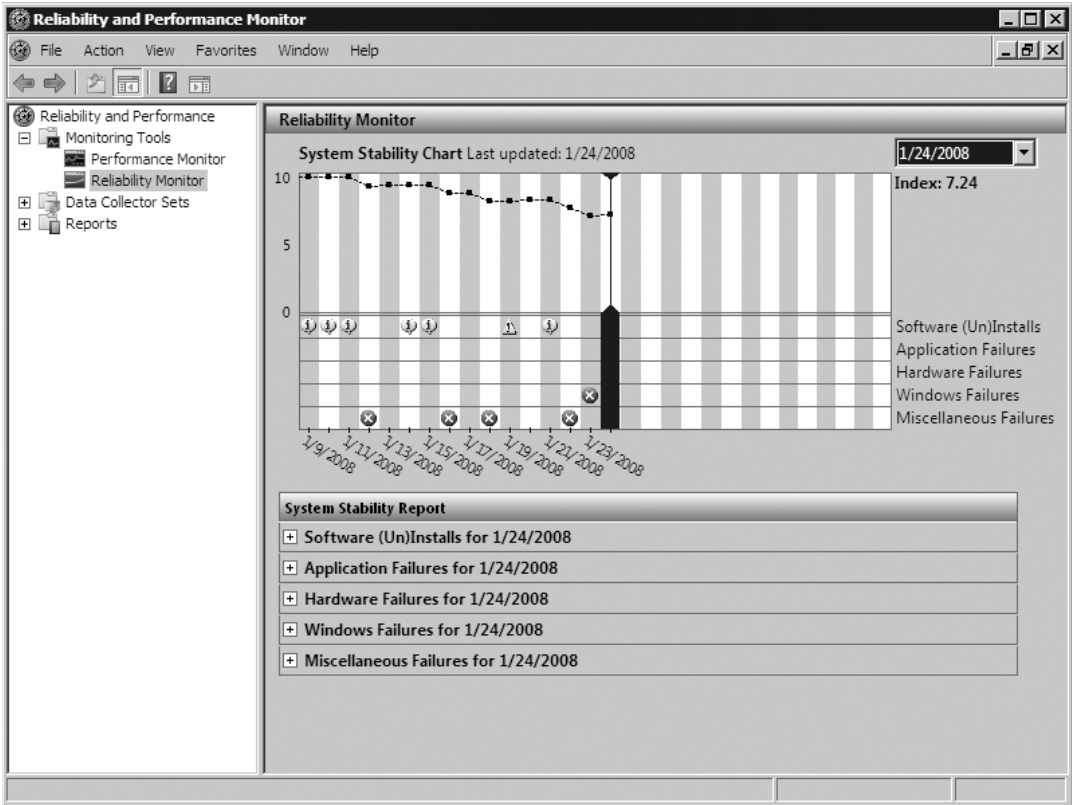 Reliability and Performance Monitor
File Action View Favorites Window Help
Reliability and Performance
Monitoring Tools
Performance Monitor
Reliability Monitor
Data Collector Sets
Reports
Reliability Monitor
System Stability Chart Last updated: 1/24/2008
1/24/2008
Index: 7.24
10
5
0
Software (Un)Installs
Application Failures
Hardware Failures
Windows Failures
Miscellaneous Failures
1/9/2008
1/11/2008
1/13/2008
1/15/2008
1/17/2008
1/19/2008
1/21/2008
1/23/2008
System Stability Report
Software (Un)Installs for 1/24/2008
Application Failures for 1/24/2008
Hardware Failures for 1/24/2008
Windows Failures for 1/24/2008
Miscellaneous Failures for 1/24/2008